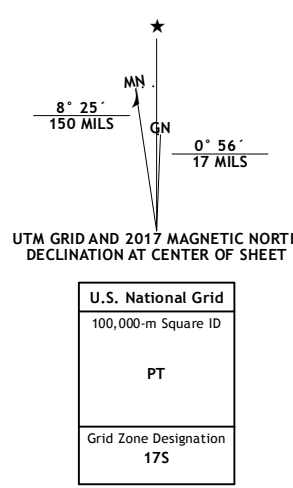 ★
MN
8° 25´
150 MILS
GN
0° 56´
17 MILS
UTM GRID AND 2017 MAGNETIC NORT
DECLINATION AT CENTER OF SHEET
U.S. National Grid
100,000-m Square ID
PT
Grid Zone Designation
17S